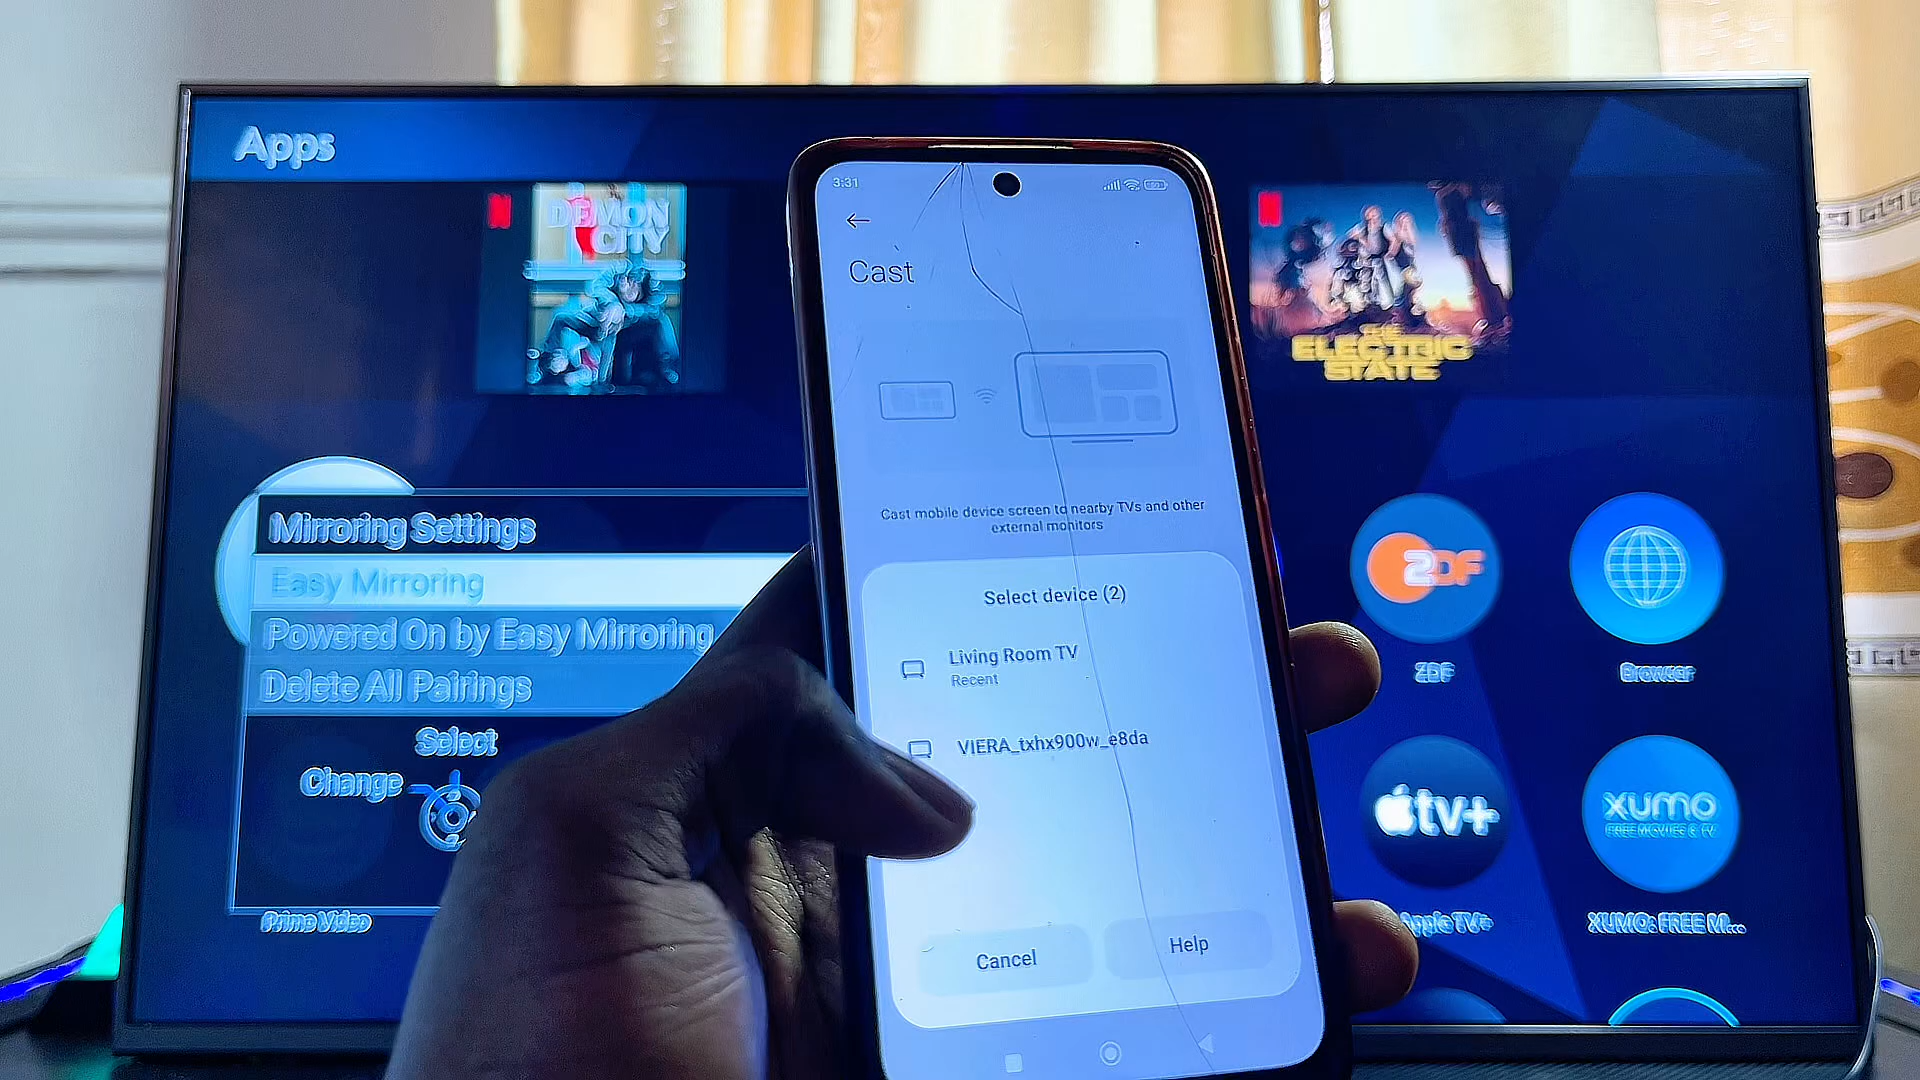 Apps
DEMON
CITY
THE
ELECTRIC
STATE
Mirroring Settings
Easy Mirroring
Powered On by Easy Mirroring
Delete All Pairings
Select
Change
Prime Video
3:31
Cast
Cast mobile device screen to nearby TVs and other
external monitors
Select device (2)
Living Room TV
Recent
VIERA_txhx900w_e8da
Cancel
Help
ZDF
ZDF
Browser
tv+
Apple TV+
XUMO
FREE MOVIES & TV
XUMO: FREE M...